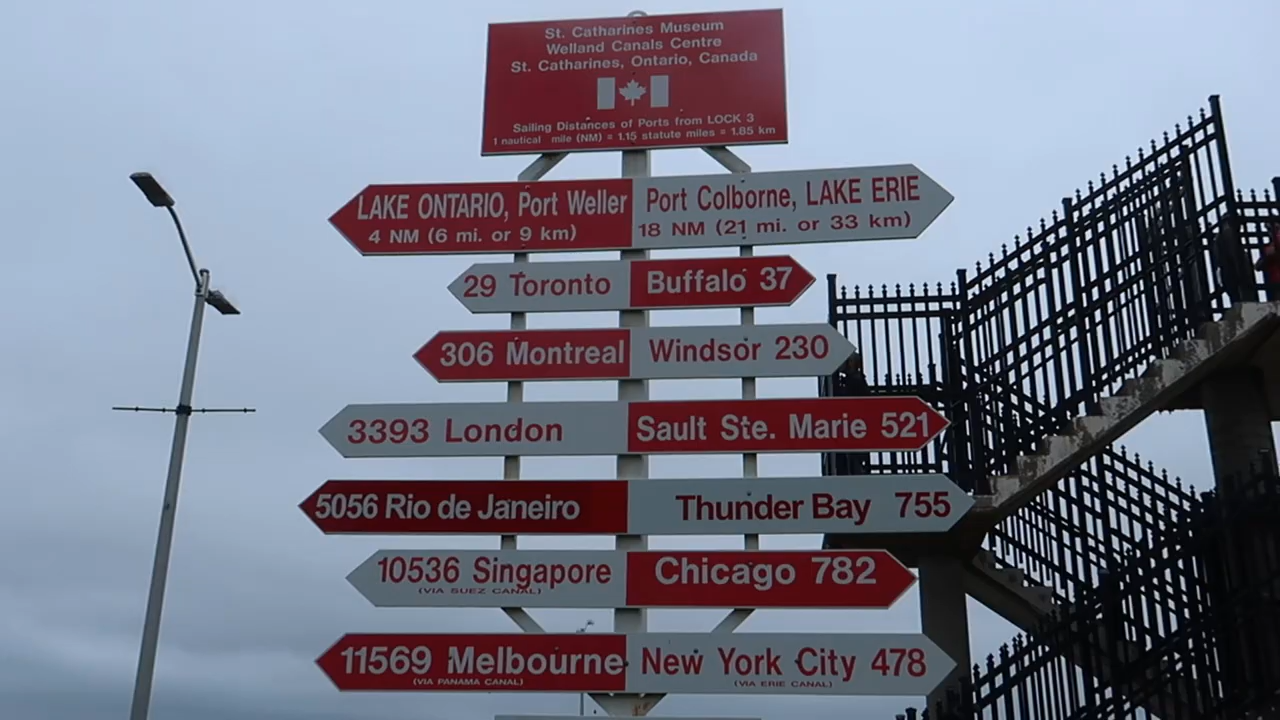 St. Catharines Museum
Welland Canals Centre
St. Catharines, Ontario, Canada
Sailing Distances of Ports from LOCK 3
1 nautical mile (NM) = 1.15 statute miles = 1.85 km
LAKE ONTARIO, Port Weller
4 NM (6 mi. or 9 km)
Port Colborne, LAKE ERIE
18 NM (21 mi. or 33 km)
29 Toronto
Buffalo 37
306 Montreal
Windsor 230
3393 London
Sault Ste. Marie 521
5056 Rio de Janeiro
Thunder Bay 755
10536 Singapore
(VIA SUEZ CANAL)
Chicago 782
11569 Melbourne
(VIA PANAMA CANAL)
New York City 478
(VIA ERIE CANAL)